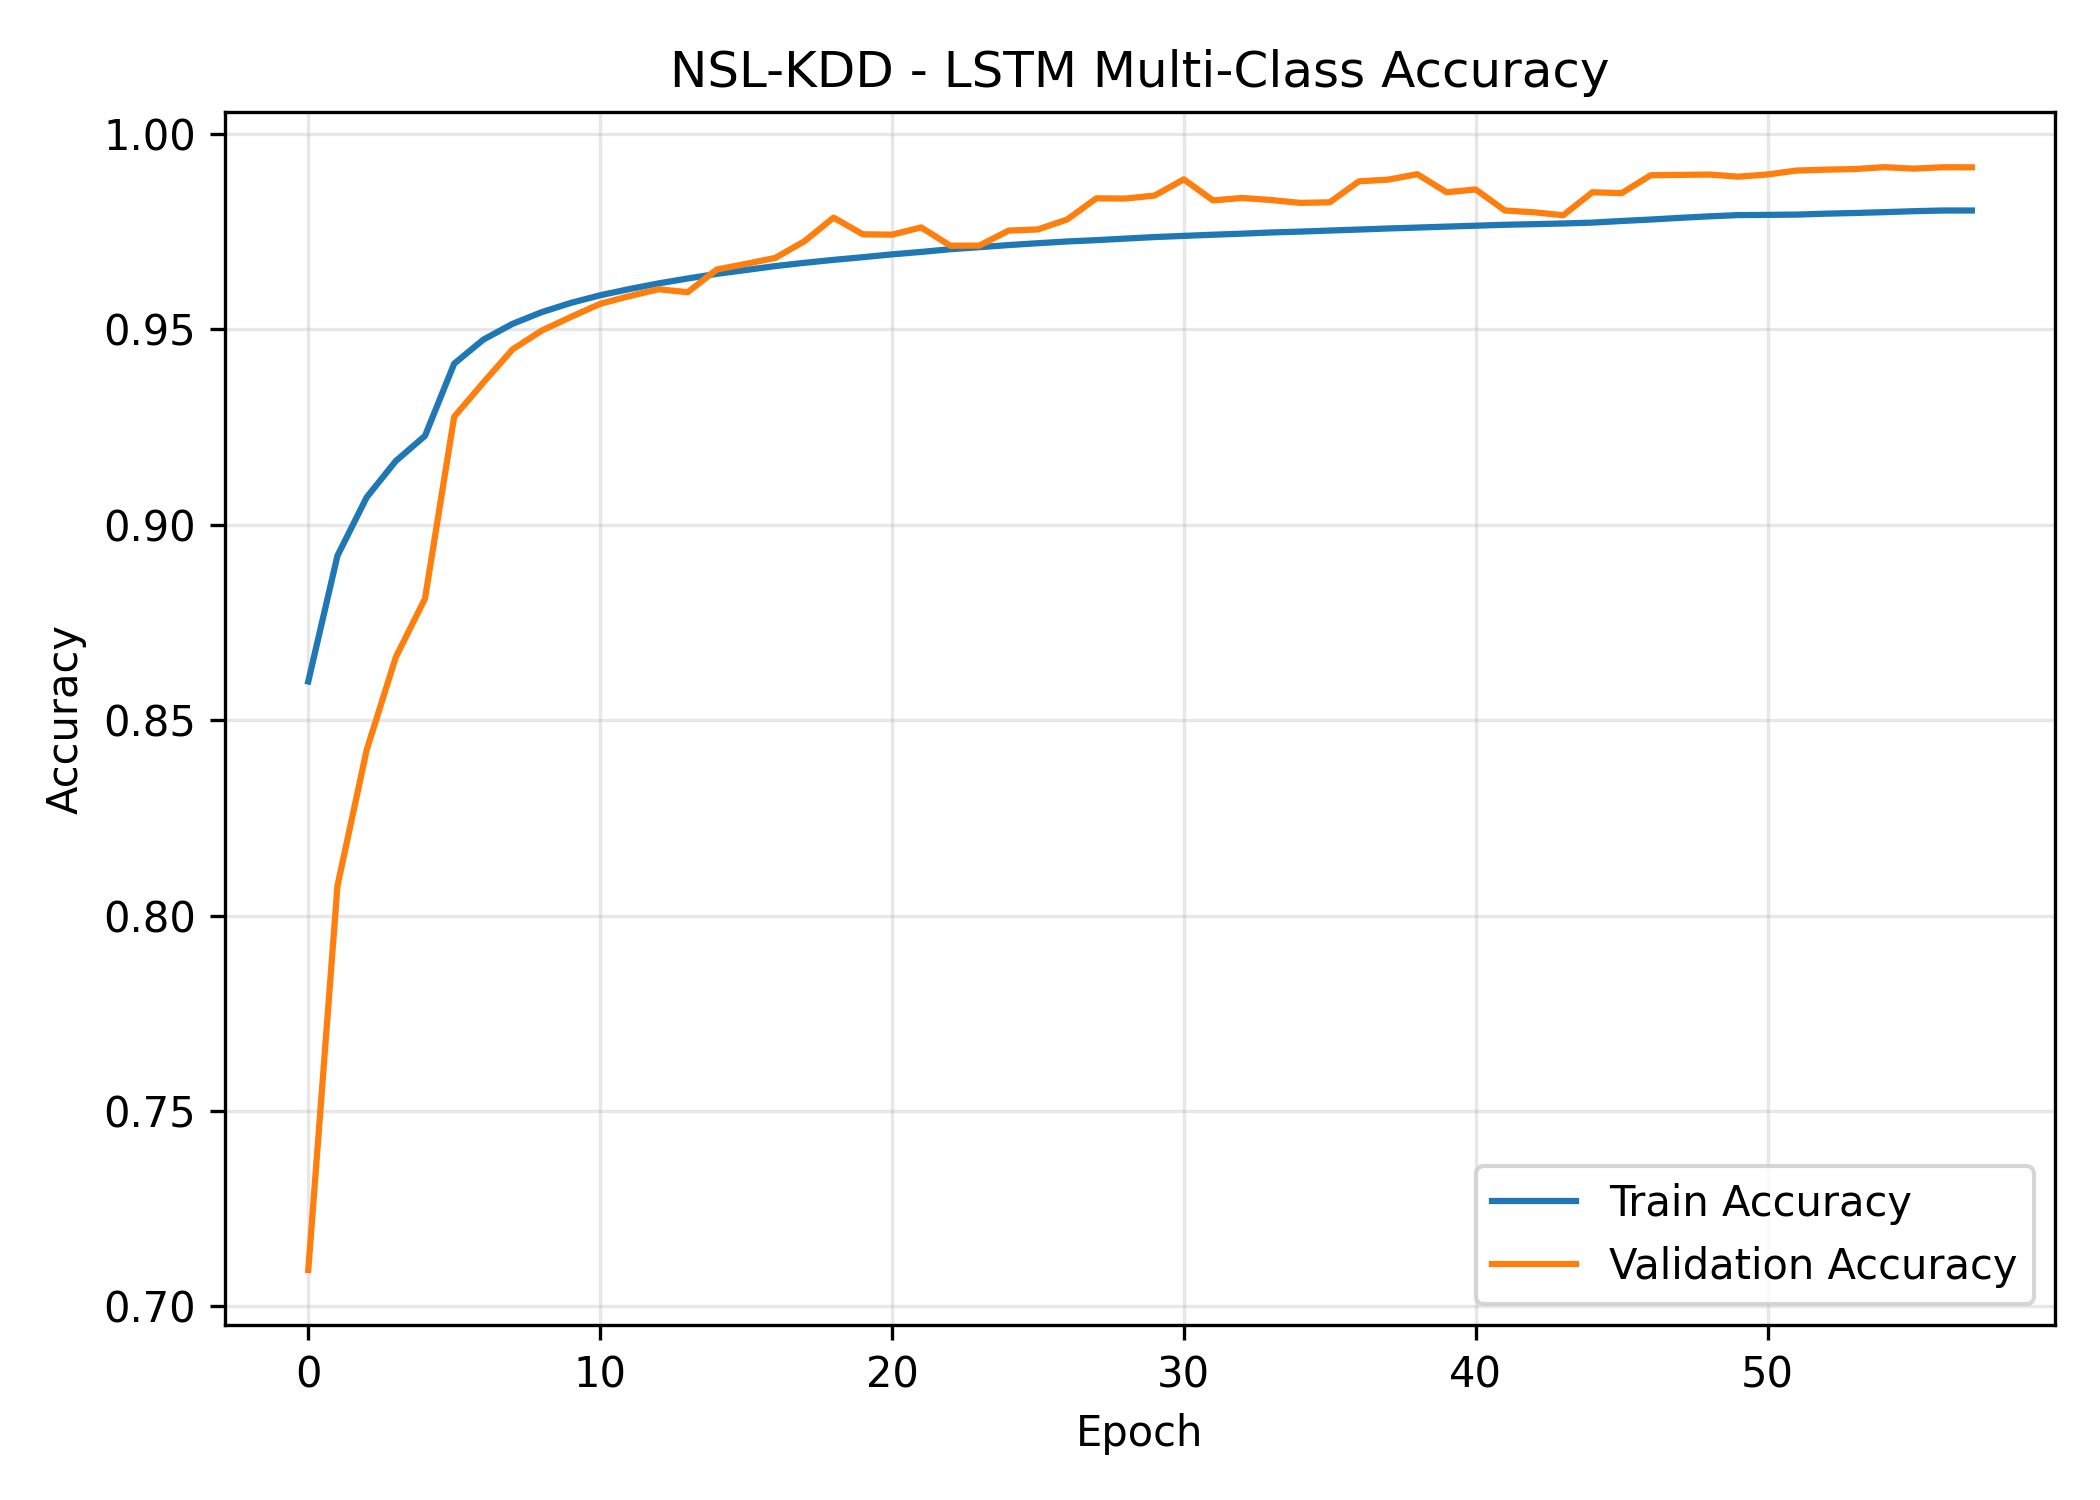 NSL-KDD - LSTM Multi-Class Accuracy
1.00
0.95
0.90
0.85
0.80
0.75
0.70
Accuracy
Train Accuracy
Validation Accuracy
0 10 20 30 40 50
Epoch